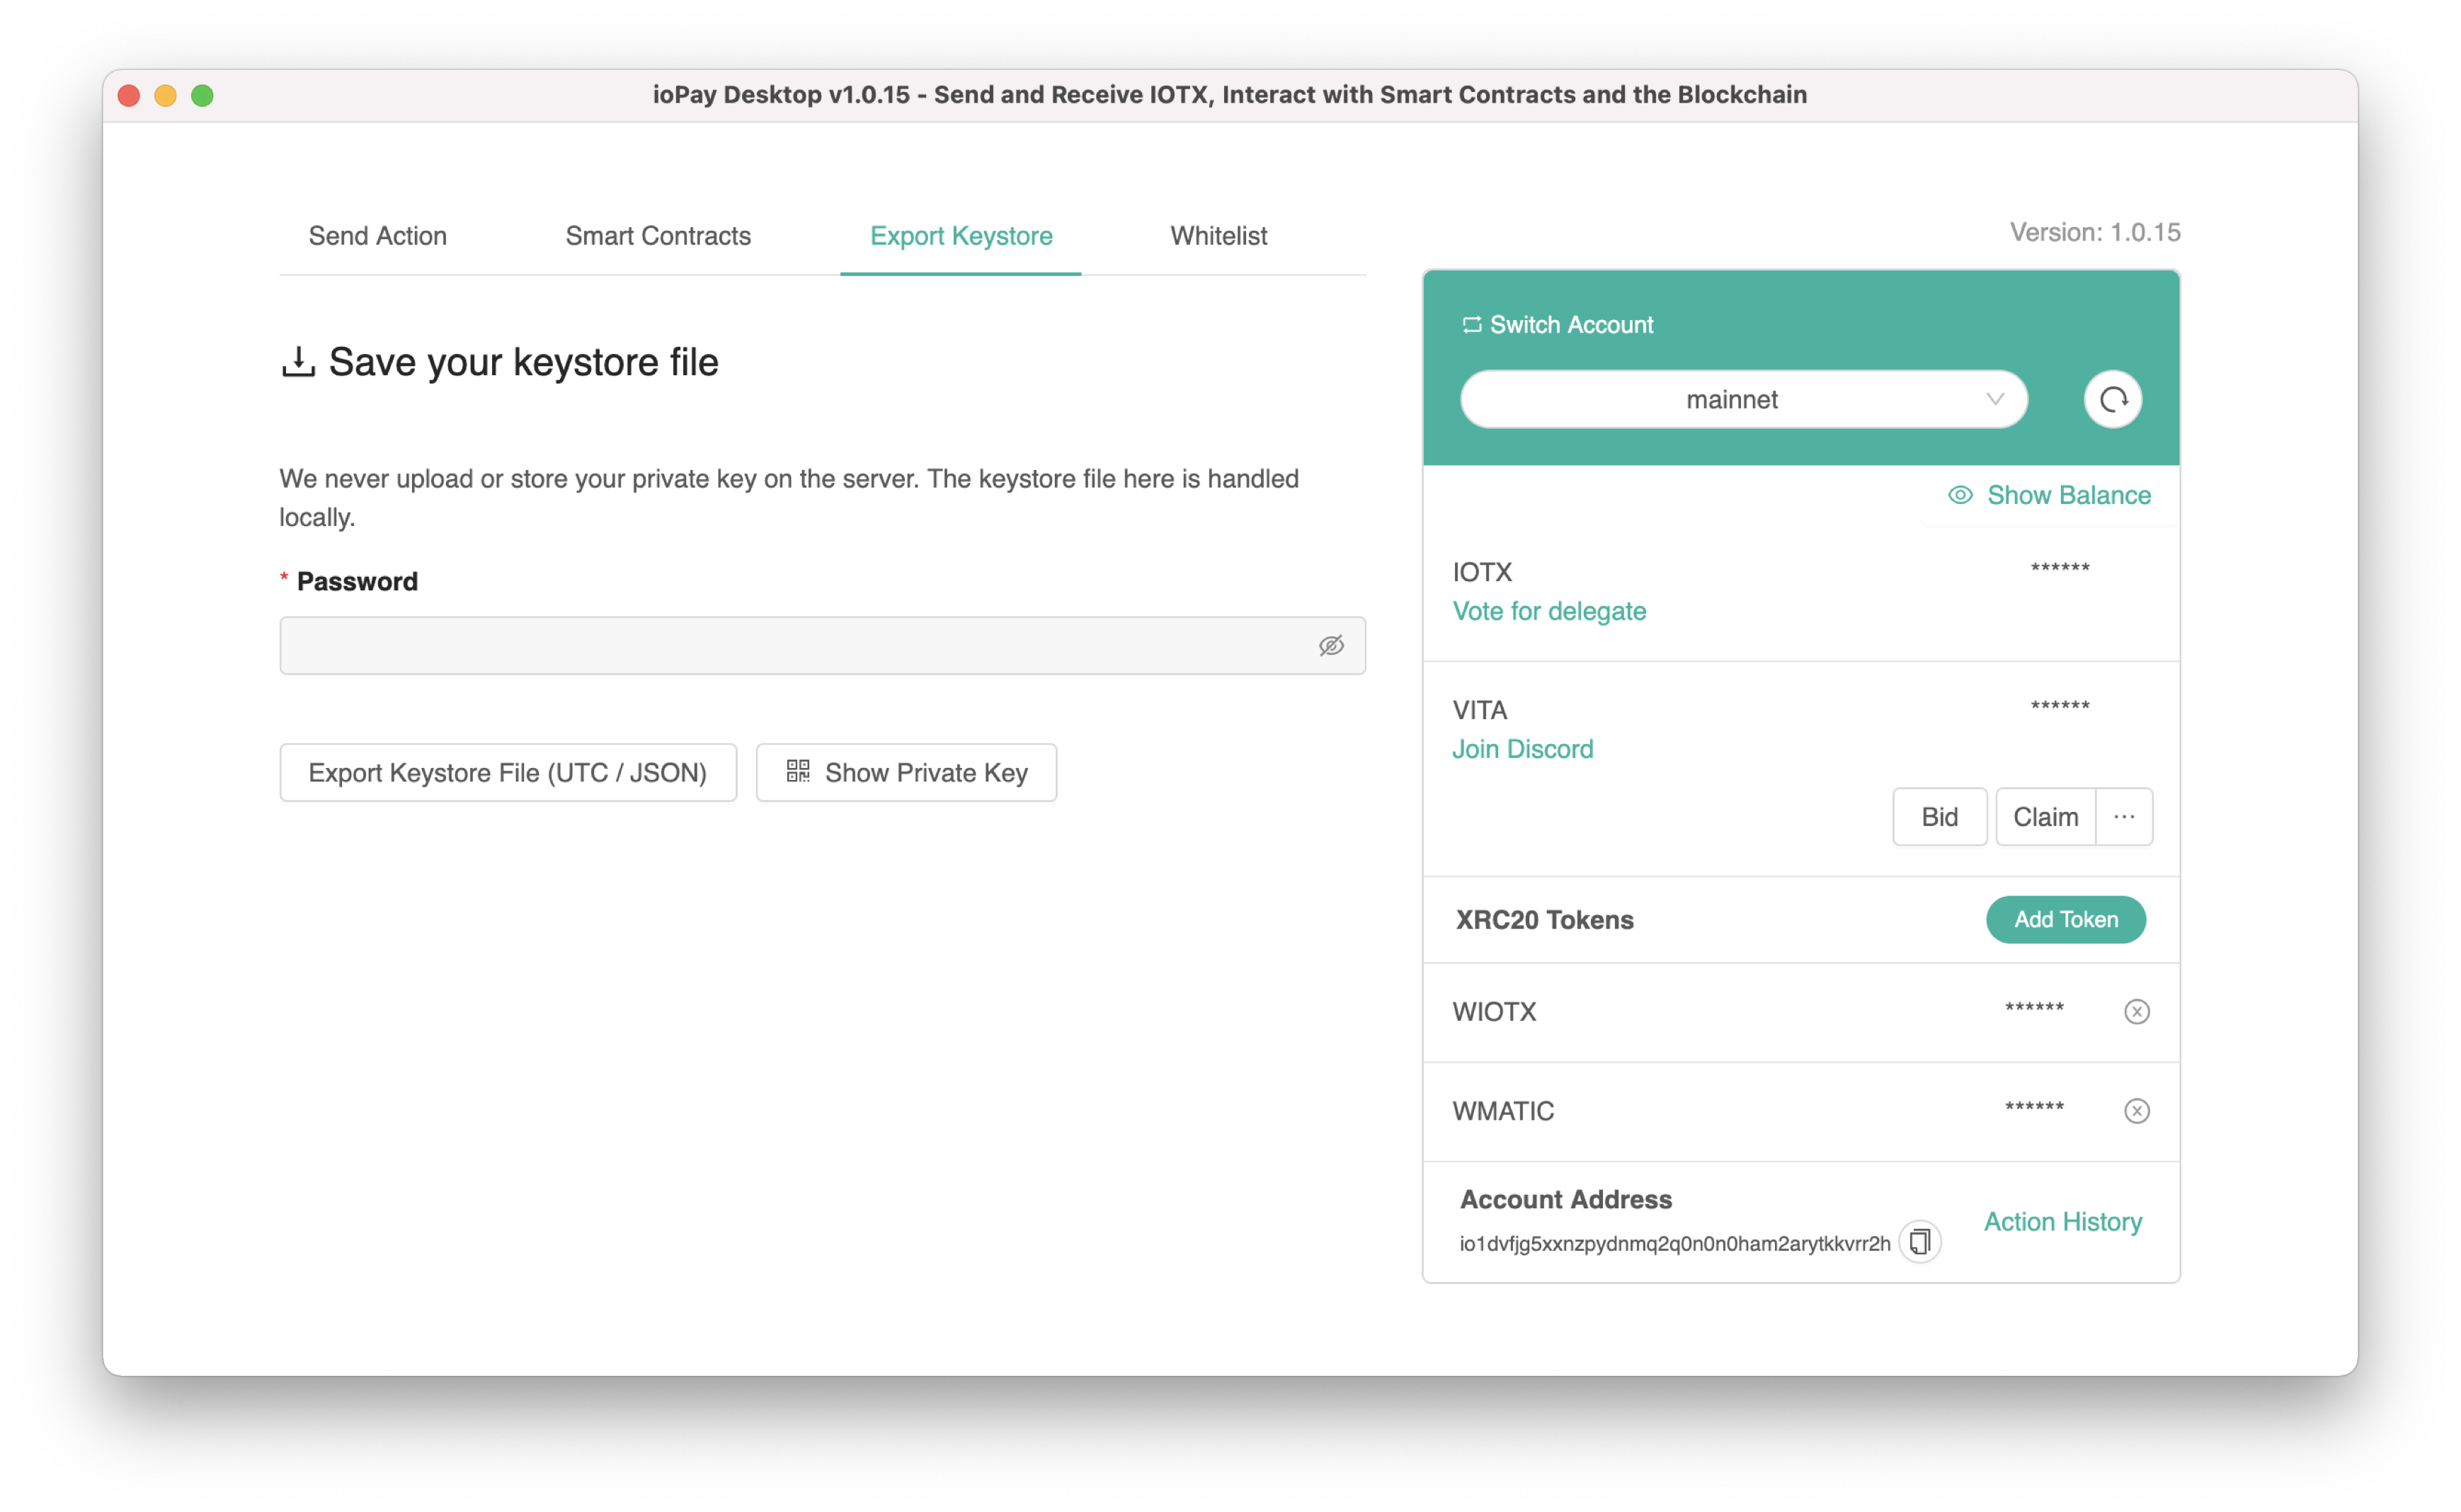 ioPay Desktop v1.0.15 - Send and Receive IOTX, Interact with Smart Contracts and the Blockchain
Send Action
Smart Contracts
Export Keystore
Whitelist
Save your keystore file
We never upload or store your private key on the server. The keystore file here is handled
locally.
* Password
Export Keystore File (UTC / JSON)
Show Private Key
Version: 1.0.15
Switch Account
mainnet
Show Balance
IOTX
******
Vote for delegate
VITA
******
Join Discord
Bid
Claim
···
XRC20 Tokens
Add Token
WIOTX
******
WMATIC
******
Account Address
io1dvfjg5xxnzpydnmq2q0n0n0ham2arytkkvrr2h
Action History